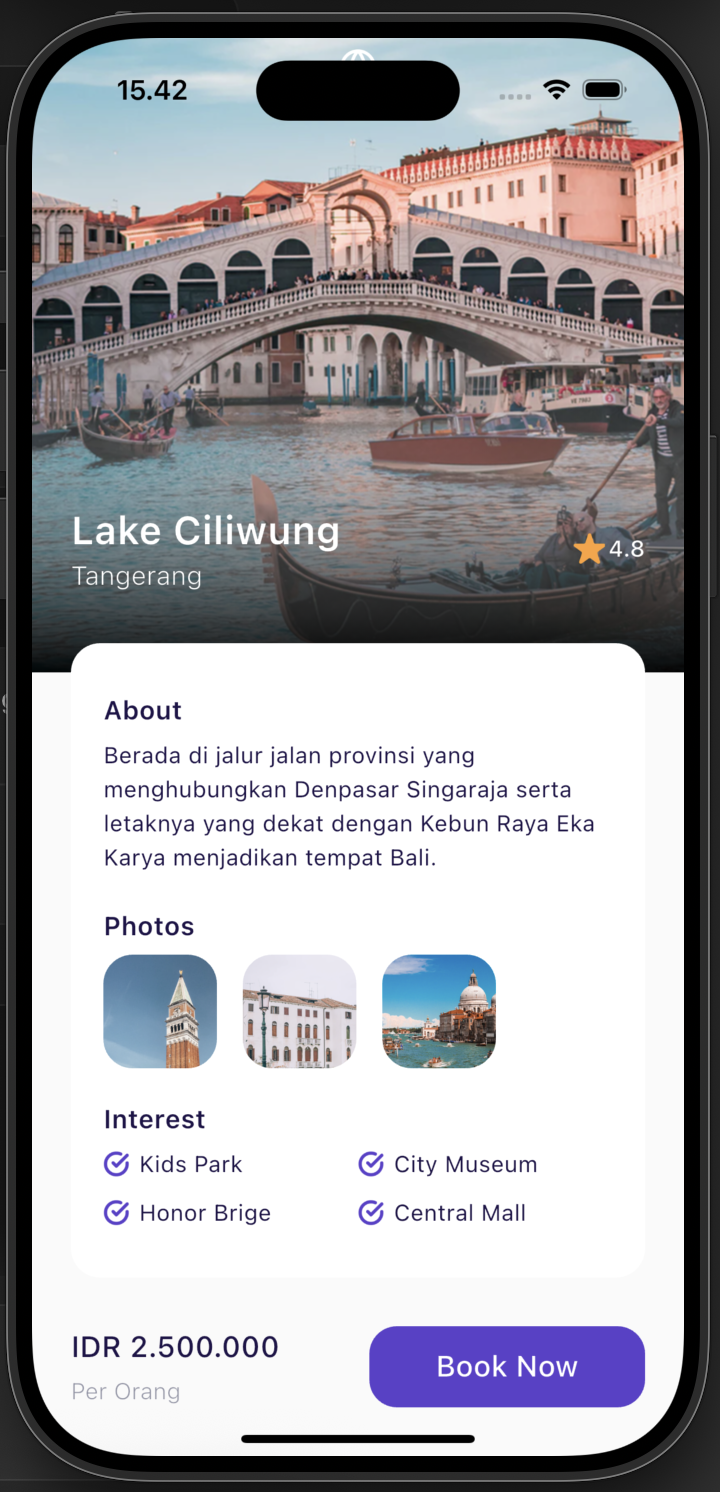 15.42
Lake Ciliwung
Tangerang
4.8
About
Berada di jalur jalan provinsi yang
menghubungkan Denpasar Singaraja serta
letaknya yang dekat dengan Kebun Raya Eka
Karya menjadikan tempat Bali.
Photos
Interest
Kids Park
City Museum
Honor Brige
Central Mall
IDR 2.500.000
Per Orang
Book Now